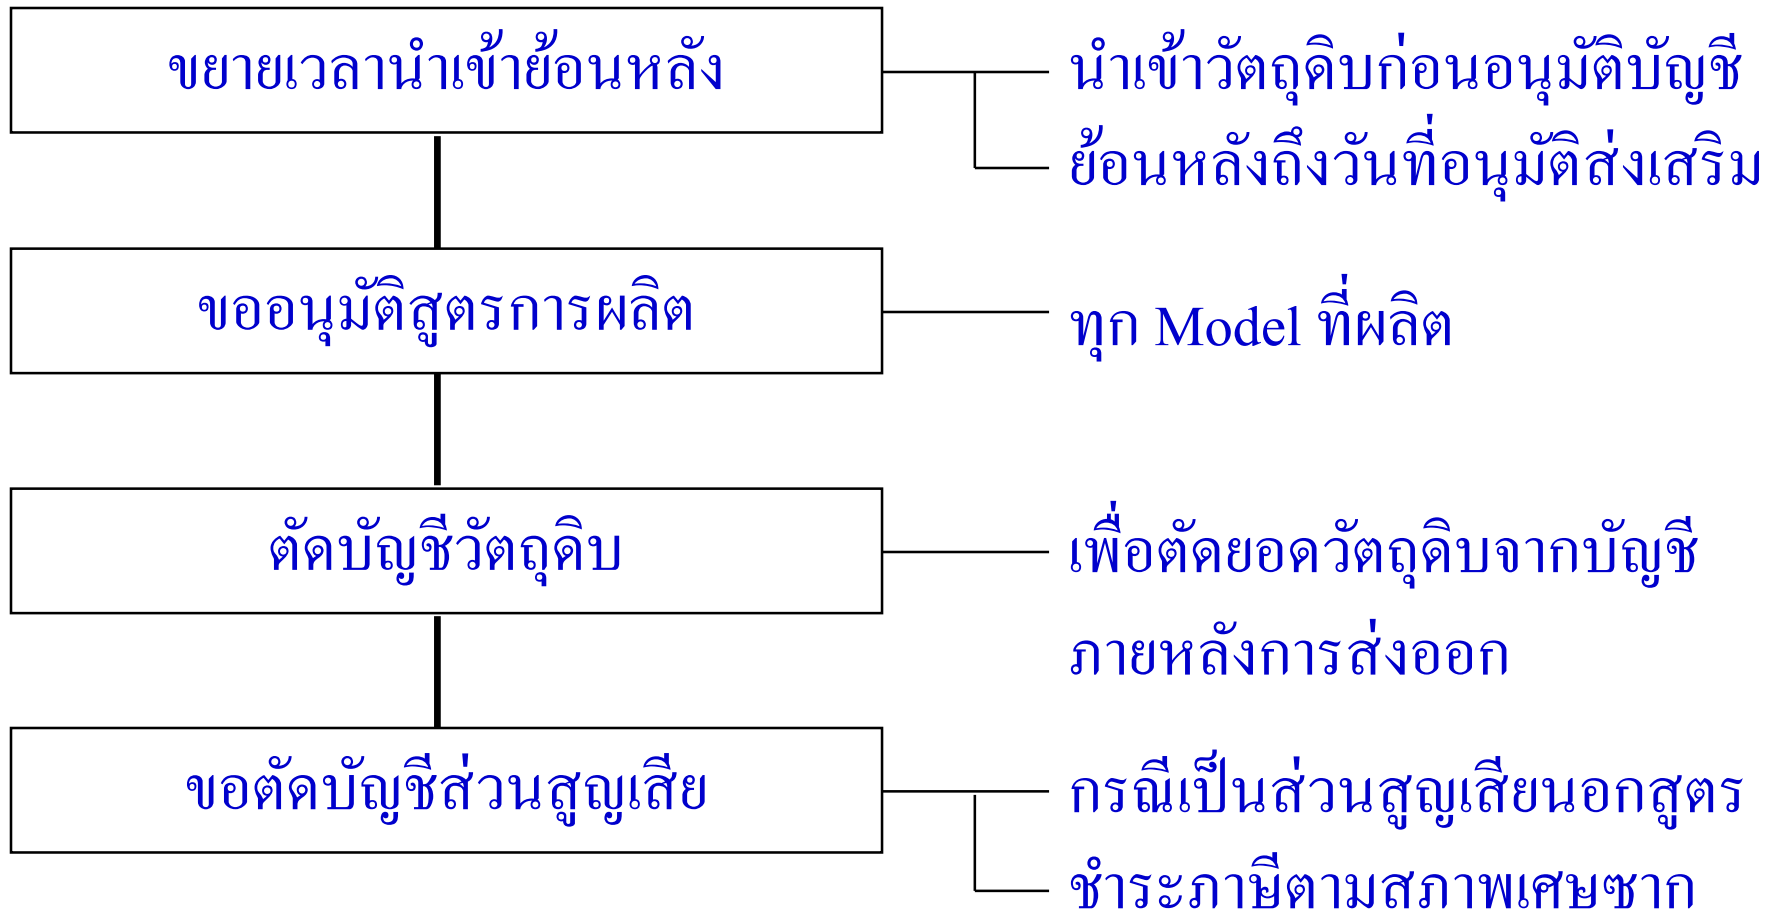 ขยายเวลานำเข้าย้อนหลัง
นำเข้าวัตถุดิบก่อนอนุมัติบัญชี
ย้อนหลังถึงวันที่อนุมัติส่งเสริม
ขออนุมัติสูตรการผลิต
ทุก Model ที่ผลิต
ตัดบัญชีวัตถุดิบ
เพื่อตัดยอดวัตถุดิบจากบัญชี
ภายหลังการส่งออก
ขอตัดบัญชีส่วนสูญเสีย
กรณีเป็นส่วนสูญเสียนอกสูตร
ชำระภาษีตามสภาพเศษซาก